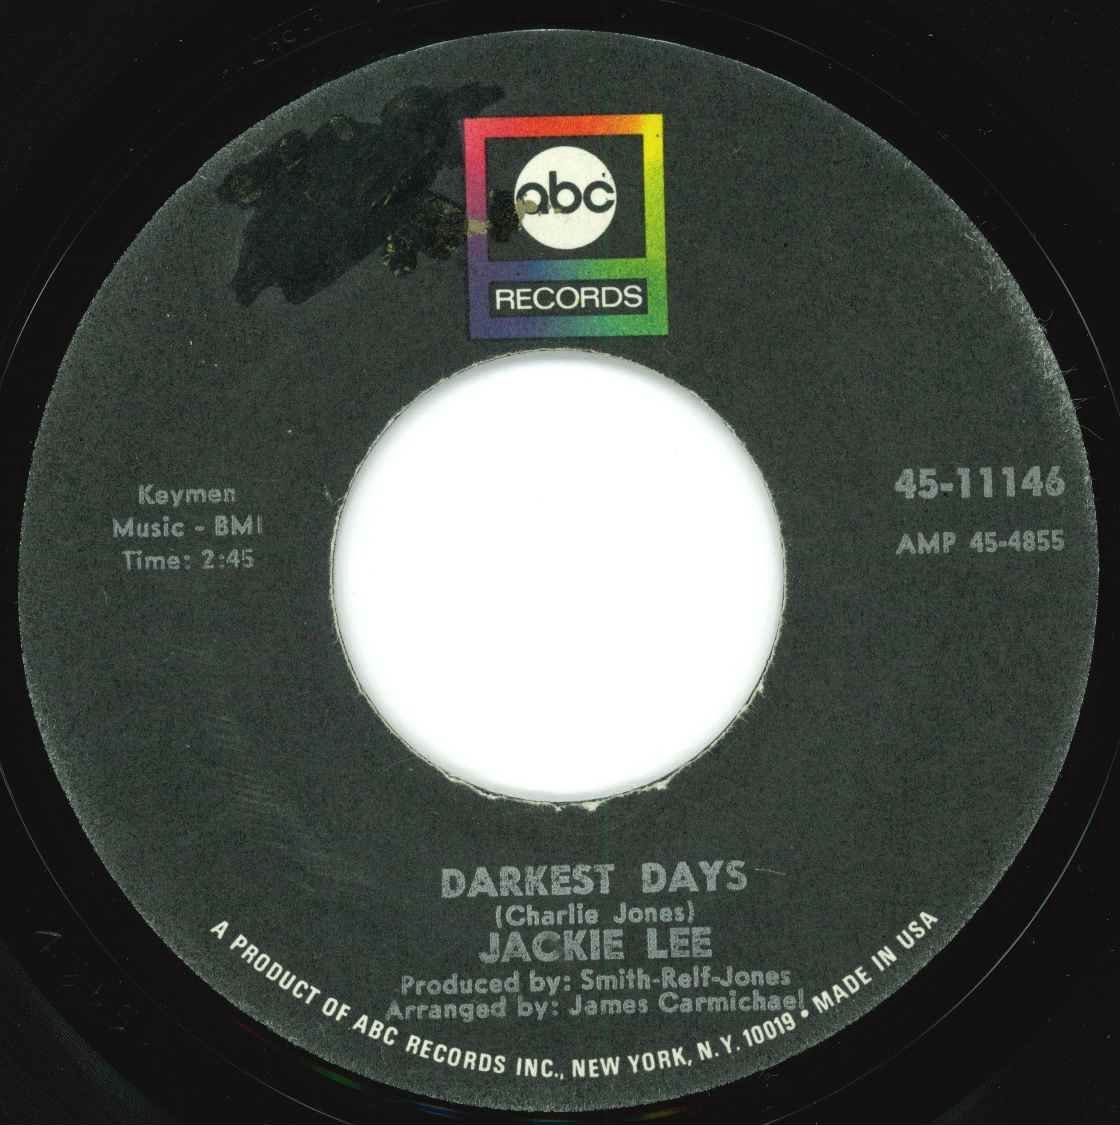 abc
RECORDS
Keymen
Music - BMI
Time: 2:45
45-11146
AMP 45-4855
DARKEST DAYS
(Charlie Jones)
JACKIE LEE
Produced by: Smith-Relf-Jones
Arranged by: James Carmichael
A PRODUCT OF ABC RECORDS INC., NEW YORK, N.Y. 10019 • MADE IN USA